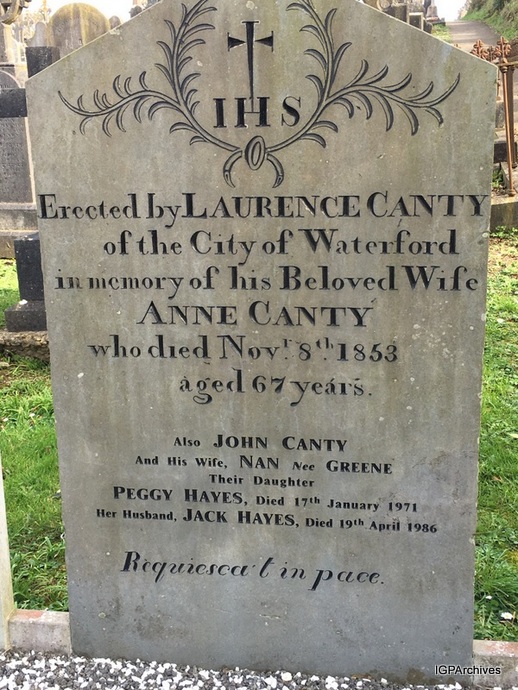 IHS
Erected by LAURENCE CANTY
of the City of Waterford
in memory of his Beloved Wife
ANNE CANTY
who died Novr. 8th. 1853
aged 67 years.
Also JOHN CANTY
And His Wife, NAN Nee GREENE
Their Daughter
PEGGY HAYES, Died 17th January 1971
Her Husband, JACK HAYES, Died 19th April 1986
Requiesca't in pace.
IGPArchives